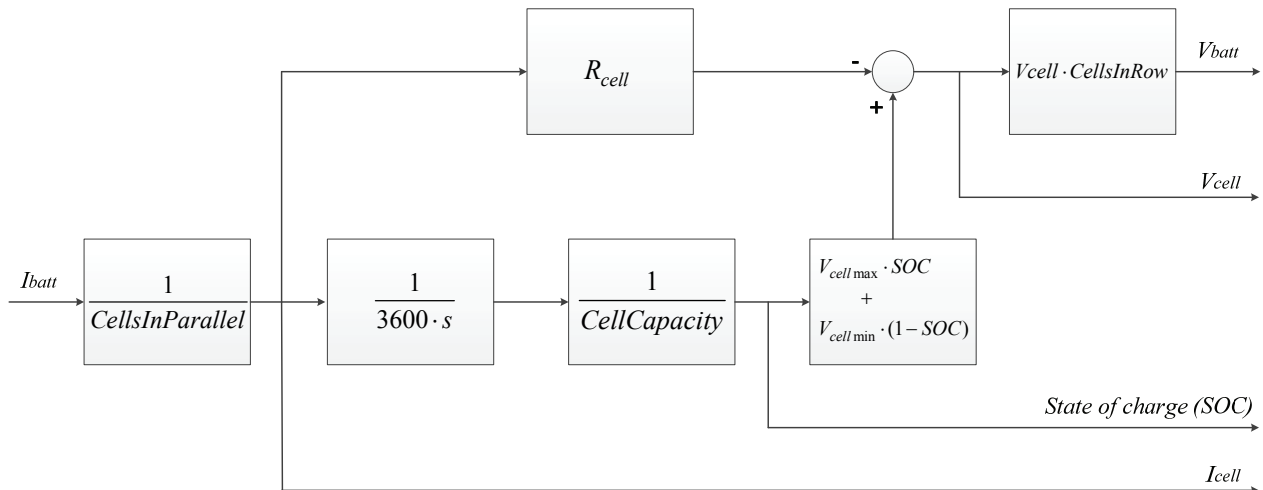 R_cell
-
+
Vcell · CellsInRow
V_batt
V_cell
I_batt
1
CellsInParallel
1
3600 · s
1
CellCapacity
V_cell max · SOC
+
V_cell min · (1 − SOC)
State of charge (SOC)
I_cell